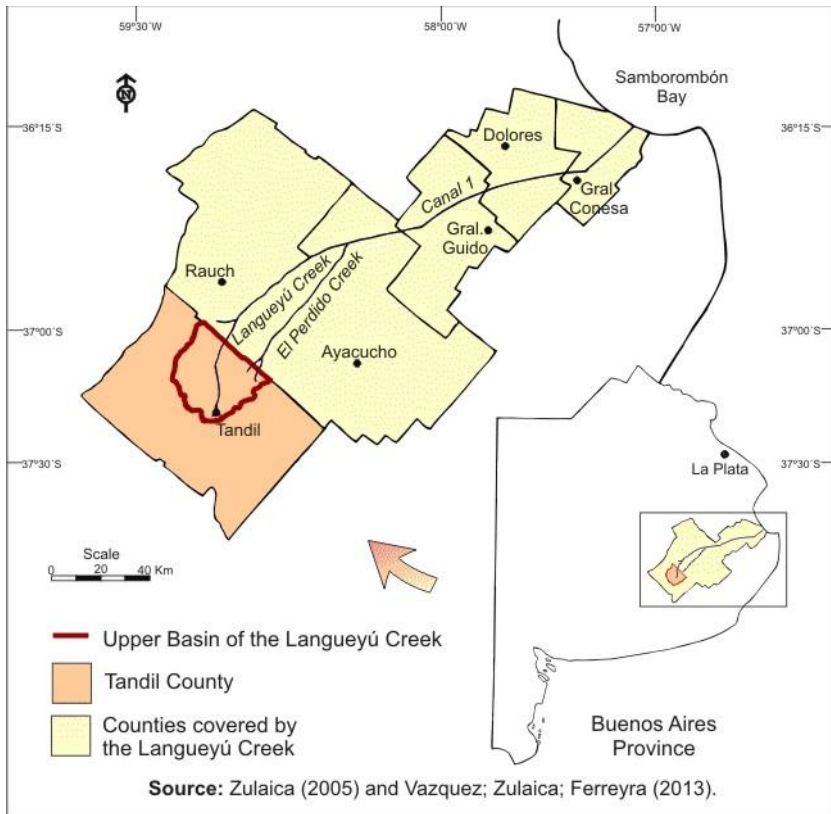 59°30'W
58°00'W
57°00'W
Samborombón
Bay
N
36°15'S
36°15'S
Dolores
Canal 1
Gral.
Conesa
Gral.
Guido
Rauch
Langueyú Creek
El Perdido Creek
37°00'S
37°00'S
Ayacucho
Tandil
37°30'S
37°30'S
La Plata
Scale
0 20 40 Km
Upper Basin of the Langueyú Creek
Tandil County
Counties covered by
the Langueyú Creek
Buenos Aires
Province
Source: Zulaica (2005) and Vazquez; Zulaica; Ferreyra (2013).